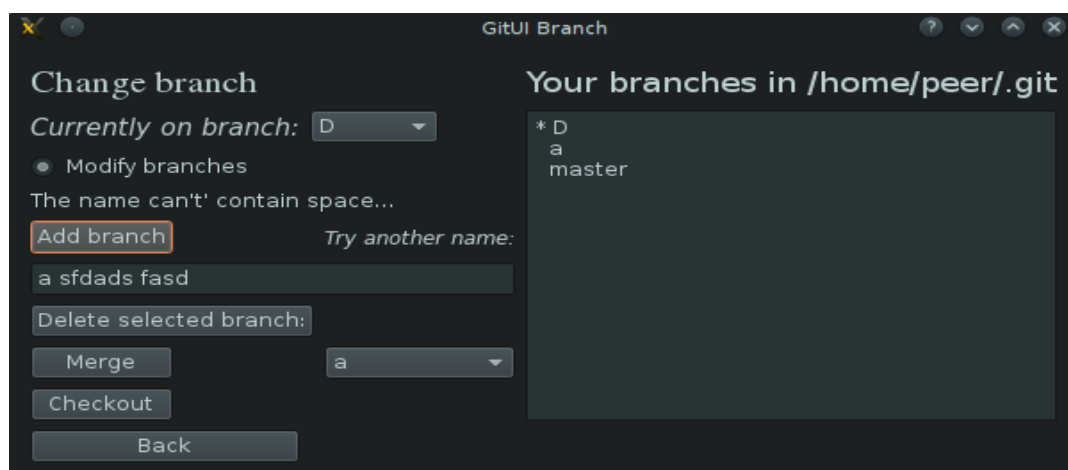 GitUI Branch
Change branch
Currently on branch: D
Modify branches
The name can't' contain space...
Add branch
Try another name:
a sfdads fasd
Delete selected branch:
Merge
a
Checkout
Back
Your branches in /home/peer/.git
* D
a
master